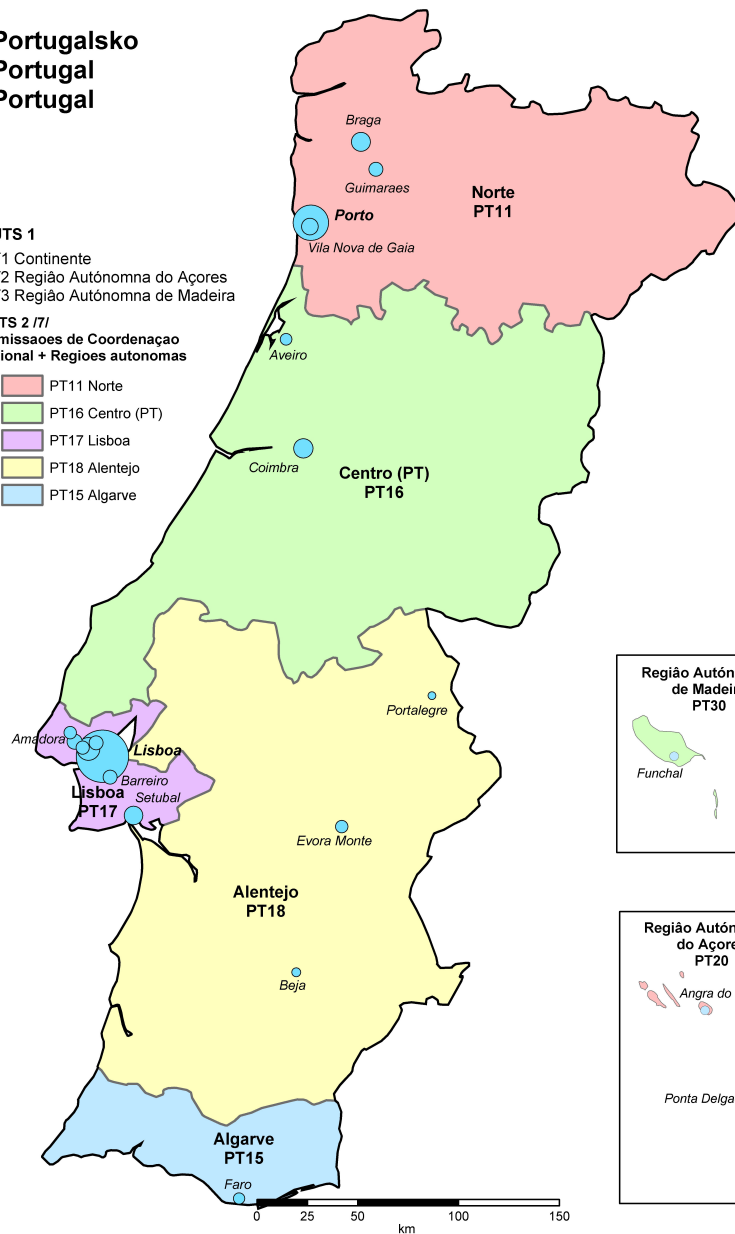 Portugalsko
Portugal
Portugal
UTS 1
1 Continente
2 Regiâo Autónomna do Açores
3 Regiâo Autónomna de Madeira
TS 2 /7/
missaoes de Coordenaçao
ional + Regioes autonomas
PT11 Norte
PT16 Centro (PT)
PT17 Lisboa
PT18 Alentejo
PT15 Algarve
Braga
Guimaraes
Norte
PT11
Porto
Vila Nova de Gaia
Aveiro
Coimbra
Centro (PT)
PT16
Portalegre
Amadora
Lisboa
Barreiro
Setubal
Lisboa
PT17
Evora Monte
Alentejo
PT18
Beja
Algarve
PT15
Faro
0 25 50 100 150
km
Regiâo Autón
de Madei
PT30
Funchal
Regiâo Autón
do Açore
PT20
Angra do
Ponta Delga